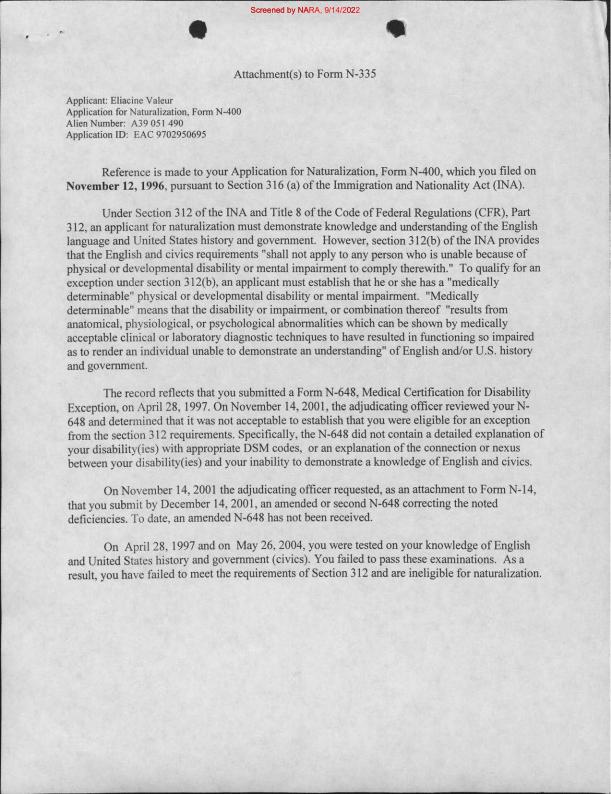 Screened by NARA, 9/14/2022
Attachment(s) to Form N-335
Applicant: Eliacine Valeur
Application for Naturalization, Form N-400
Alien Number: A39 051 490
Application ID: EAC 9702950695
Reference is made to your Application for Naturalization, Form N-400, which you filed on
November 12, 1996, pursuant to Section 316 (a) of the Immigration and Nationality Act (INA).
Under Section 312 of the INA and Title 8 of the Code of Federal Regulations (CFR), Part
312, an applicant for naturalization must demonstrate knowledge and understanding of the English
language and United States history and government. However, section 312(b) of the INA provides
that the English and civics requirements "shall not apply to any person who is unable because of
physical or developmental disability or mental impairment to comply therewith." To qualify for an
exception under section 312(b), an applicant must establish that he or she has a "medically
determinable" physical or developmental disability or mental impairment. "Medically
determinable" means that the disability or impairment, or combination thereof "results from
anatomical, physiological, or psychological abnormalities which can be shown by medically
acceptable clinical or laboratory diagnostic techniques to have resulted in functioning so impaired
as to render an individual unable to demonstrate an understanding" of English and/or U.S. history
and government.
The record reflects that you submitted a Form N-648, Medical Certification for Disability
Exception, on April 28, 1997. On November 14, 2001, the adjudicating officer reviewed your N-
648 and determined that it was not acceptable to establish that you were eligible for an exception
from the section 312 requirements. Specifically, the N-648 did not contain a detailed explanation of
your disability(ies) with appropriate DSM codes, or an explanation of the connection or nexus
between your disability(ies) and your inability to demonstrate a knowledge of English and civics.
On November 14, 2001 the adjudicating officer requested, as an attachment to Form N-14,
that you submit by December 14, 2001, an amended or second N-648 correcting the noted
deficiencies. To date, an amended N-648 has not been received.
On April 28, 1997 and on May 26, 2004, you were tested on your knowledge of English
and United States history and government (civics). You failed to pass these examinations. As a
result, you have failed to meet the requirements of Section 312 and are ineligible for naturalization.